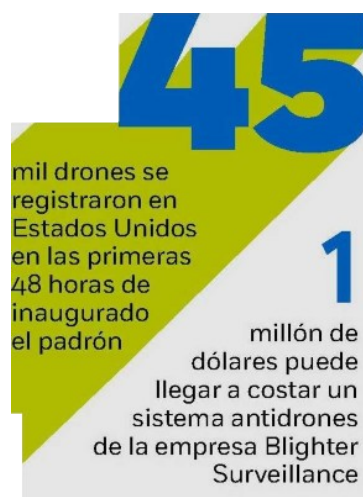 45
mil drones se
registraron en
Estados Unidos
en las primeras
48 horas de
inaugurado
el padrón
1
millón de
dólares puede
llegar a costar un
sistema antidrones
de la empresa Blighter
Surveillance